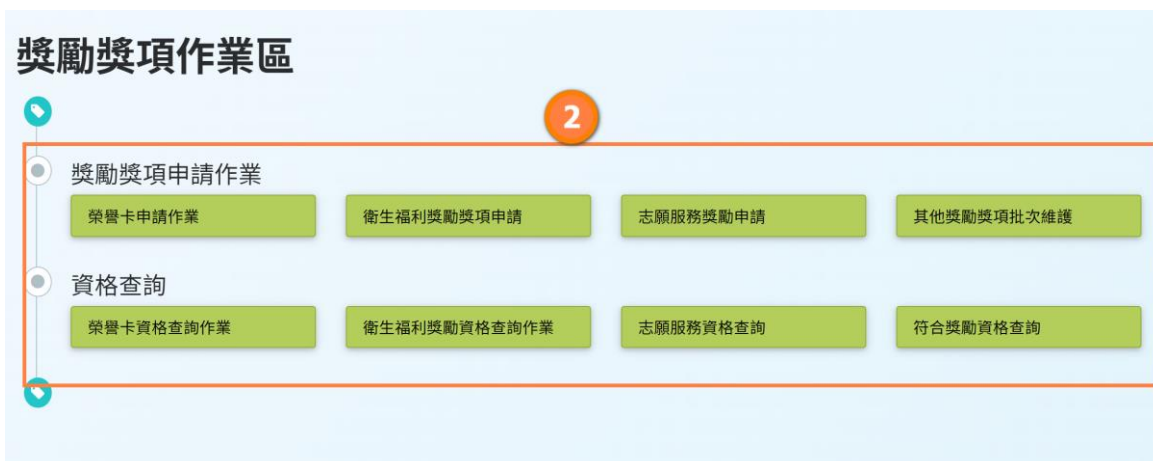 獎勵獎項作業區
2
獎勵獎項申請作業
榮譽卡申請作業
衛生福利獎勵獎項申請
志願服務獎勵申請
其他獎勵獎項批次維護
資格查詢
榮譽卡資格查詢作業
衛生福利獎勵資格查詢作業
志願服務資格查詢
符合獎勵資格查詢